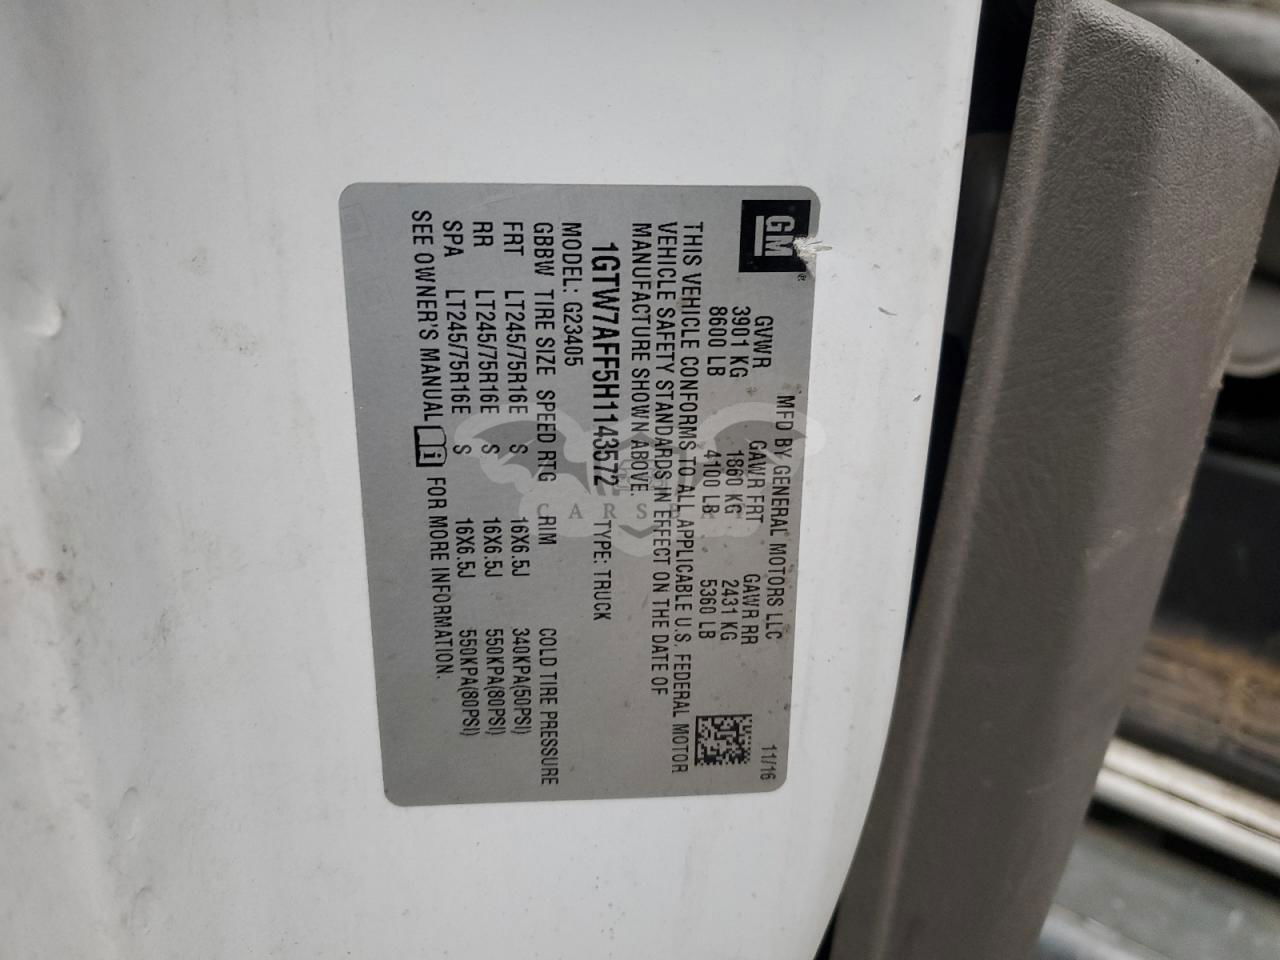 GM®
MFD BY GENERAL MOTORS LLC 11/16
GVWR GAWR FRT GAWR RR
3901 KG 1860 KG 2431 KG
8600 LB 4100 LB 5360 LB
THIS VEHICLE CONFORMS TO ALL APPLICABLE U.S. FEDERAL MOTOR
VEHICLE SAFETY STANDARDS IN EFFECT ON THE DATE OF
MANUFACTURE SHOWN ABOVE.
1GTW7AFF5H1143572 TYPE: TRUCK
MODEL: G23405
GBBW TIRE SIZE SPEED RTG RIM COLD TIRE PRESSURE
FRT LT245/75R16E S 16X6.5J 340KPA(50PSI)
RR LT245/75R16E S 16X6.5J 550KPA(80PSI)
SPA LT245/75R16E S 16X6.5J 550KPA(80PSI)
SEE OWNER'S MANUAL FOR MORE INFORMATION.